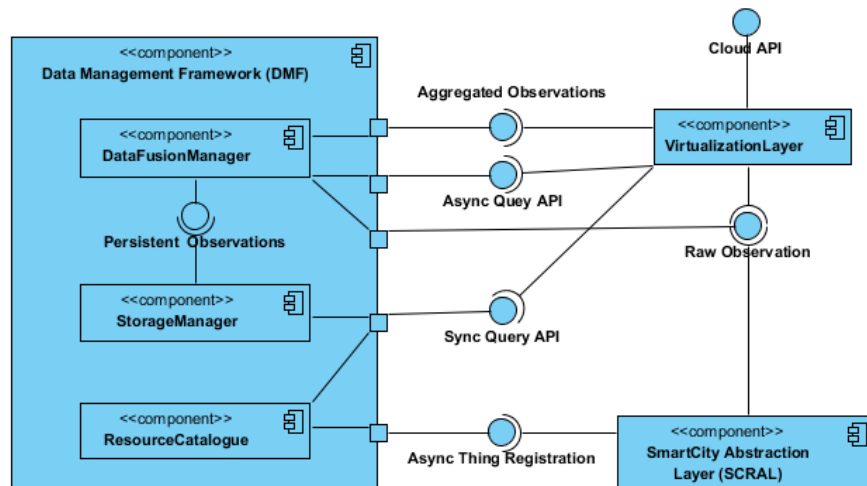 <<component>>
Data Management Framework (DMF)
<<component>>
DataFusionManager
Persistent Observations
<<component>>
StorageManager
<<component>>
ResourceCatalogue
Aggregated Observations
Async Quey API
Sync Query API
Async Thing Registration
Cloud API
<<component>>
VirtualizationLayer
Raw Observation
<<component>>
SmartCity Abstraction
Layer (SCRAL)